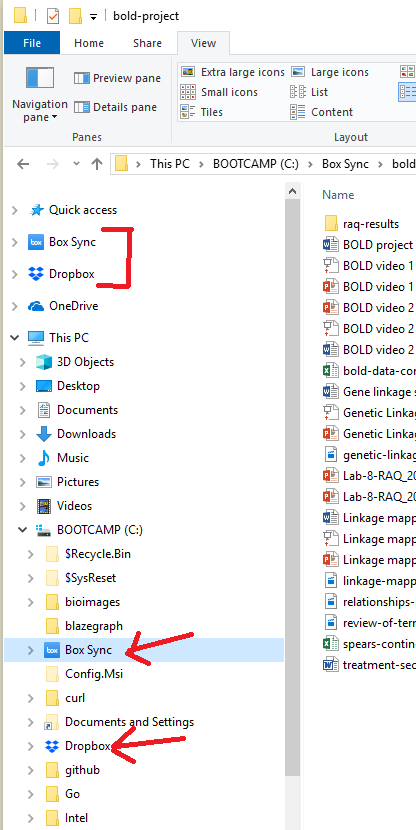 bold-project
File Home Share View
Navigation pane Preview pane Details pane
Panes
Extra large icons Large icons
Small icons List
Tiles Content
Layout
This PC > BOOTCAMP (C:) > Box Sync > bold
Name
Quick access
Box Sync
Dropbox
OneDrive
This PC
3D Objects
Desktop
Documents
Downloads
Music
Pictures
Videos
BOOTCAMP (C:)
$Recycle.Bin
$SysReset
bioimages
blazegraph
Box Sync
Config.Msi
curl
Documents and Settings
Dropbox
github
Go
Intel
raq-results
BOLD project
BOLD video 1
BOLD video 1
BOLD video 2
BOLD video 2
BOLD video 2
bold-data-con
Gene linkage s
Genetic Linkag
Genetic Linkag
genetic-linkag
Lab-8-RAQ_20
Lab-8-RAQ_20
Linkage mapp
Linkage mapp
Linkage mapp
linkage-mapp
relationships-
review-of-terr
spears-contin
treatment-sec
box
box